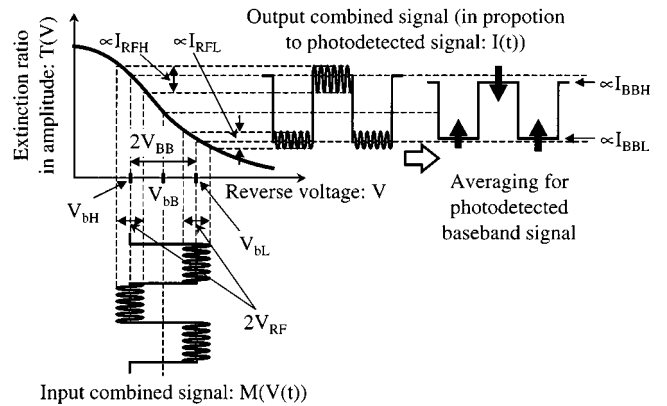 Output combined signal (in propotion
to photodetected signal: I(t))
Extinction ratio
in amplitude: T(V)
∝I_RFH
∝I_RFL
∝I_BBH
∝I_BBL
2V_BB
Reverse voltage: V
V_bH
V_bB
V_bL
Averaging for
photodetected
baseband signal
2V_RF
Input combined signal: M(V(t))